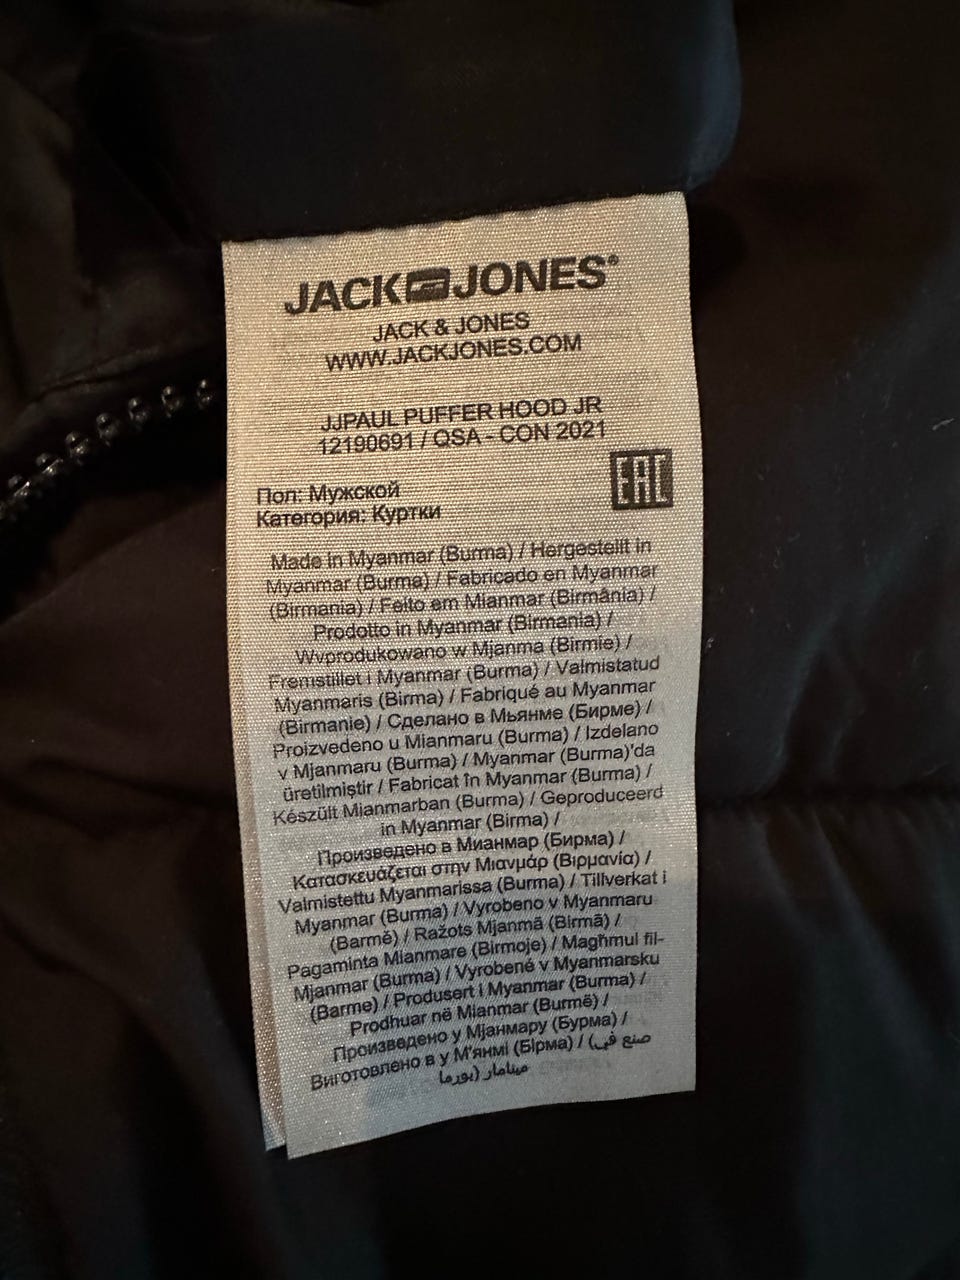 JACK JONES®
JACK & JONES
WWW.JACKJONES.COM
JJPAUL PUFFER HOOD JR
12190691 / QSA - CON 2021
EAC
Пол: Мужской
Категория: Куртки
Made in Myanmar (Burma) / Hergestellt in
Myanmar (Burma) / Fabricado en Myanmar
(Birmania) / Feito em Mianmar (Birmânia) /
Prodotto in Myanmar (Birmania) /
Wyprodukowano w Mjanma (Birmie) /
Fremstillet i Myanmar (Burma) / Valmistatud
Myanmaris (Birma) / Fabriqué au Myanmar
(Birmanie) / Сделано в Мьянме (Бирме) /
Proizvedeno u Mianmaru (Burma) / Izdelano
v Mjanmaru (Burma) / Myanmar (Burma)'da
üretilmiştir / Fabricat în Myanmar (Burma) /
Készült Mianmarban (Burma) / Geproduceerd
in Myanmar (Birma) /
Произведено в Мианмар (Бирма) /
Κατασκευάζεται στην Μιανμάρ (Βιρμανία) /
Valmistettu Myanmarissa (Burma) / Tillverkat i
Myanmar (Burma) / Vyrobeno v Myanmaru
(Barmě) / Ražots Mjanmā (Birmā) /
Pagaminta Mianmare (Birmoje) / Magħmul fil-
Mjanmar (Burma) / Vyrobené v Myanmarsku
(Barme) / Produsert i Myanmar (Burma) /
Prodhuar në Mianmar (Burmë) /
Произведено у Мјанмару (Бурма) /
Виготовлено в у М'янмі (Бірма) / صنع في)
مينامار (بورما